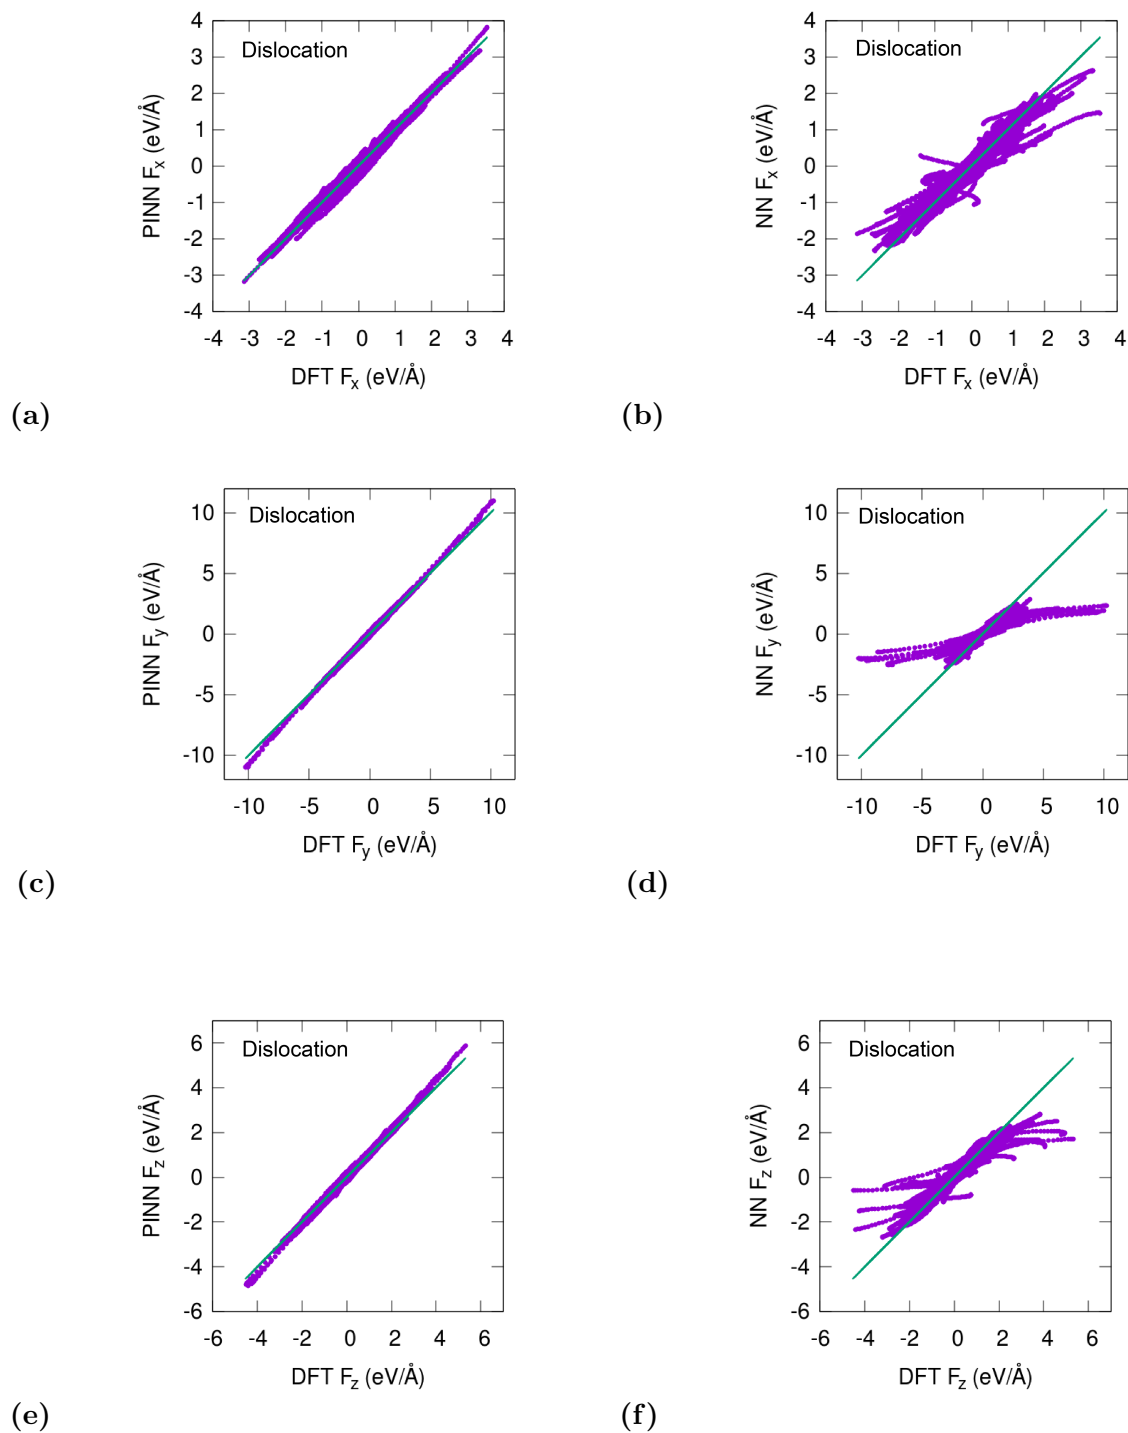 4
3
2
1
0
-1
-2
-3
-4
Dislocation
PINN Fx (eV/Å)
-4 -3 -2 -1 0 1 2 3 4
DFT Fx (eV/Å)
(a)
4
3
2
1
0
-1
-2
-3
-4
Dislocation
NN Fx (eV/Å)
-4 -3 -2 -1 0 1 2 3 4
DFT Fx (eV/Å)
(b)
10
5
0
-5
-10
Dislocation
PINN Fy (eV/Å)
-10 -5 0 5 10
DFT Fy (eV/Å)
(c)
10
5
0
-5
-10
Dislocation
NN Fy (eV/Å)
-10 -5 0 5 10
DFT Fy (eV/Å)
(d)
6
4
2
0
-2
-4
-6
Dislocation
PINN Fz (eV/Å)
-6 -4 -2 0 2 4 6
DFT Fz (eV/Å)
(e)
6
4
2
0
-2
-4
-6
Dislocation
NN Fz (eV/Å)
-6 -4 -2 0 2 4 6
DFT Fz (eV/Å)
(f)